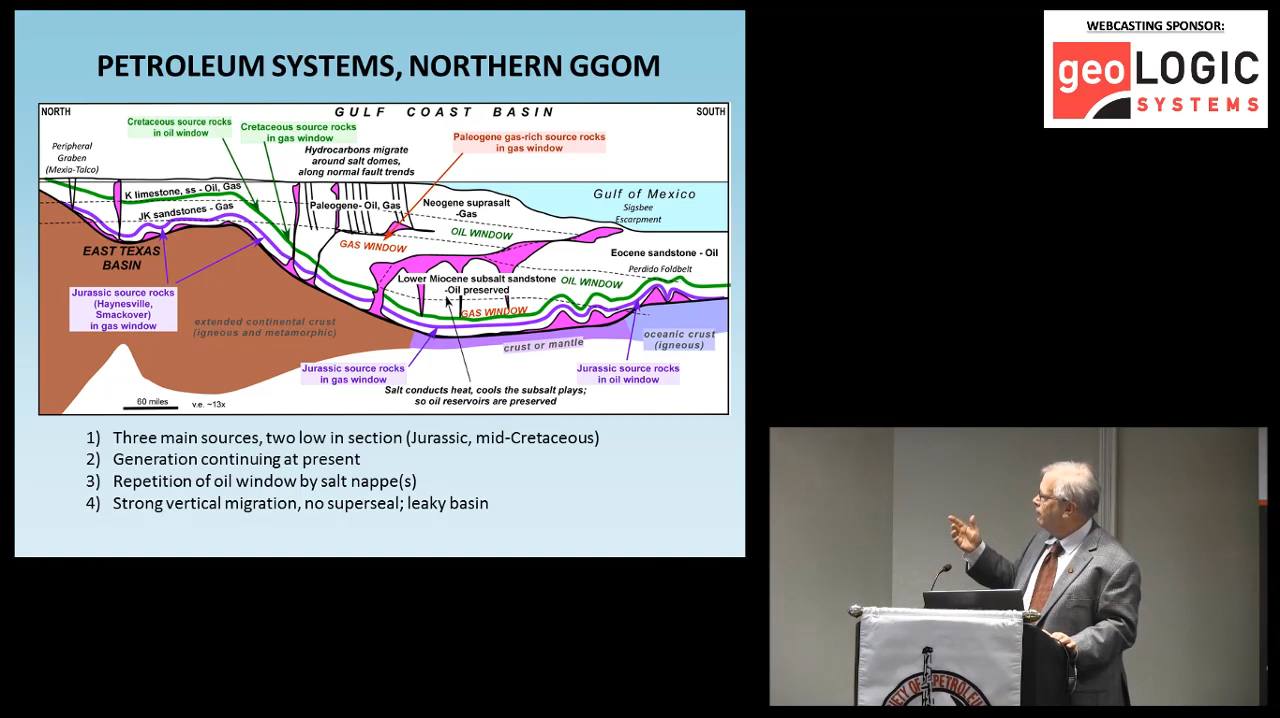 PETROLEUM SYSTEMS, NORTHERN GGOM
WEBCASTING SPONSOR:
geoLOGIC
SYSTEMS
NORTH
GULF COAST BASIN
SOUTH
Cretaceous source rocks
in oil window
Cretaceous source rocks
in gas window
Paleogene gas-rich source rocks
in gas window
Peripheral
Graben
(Mexia-Talco)
Hydrocarbons migrate
around salt domes,
along normal fault trends
K limestone, ss - Oil, Gas
JK sandstones - Gas
Paleogene- Oil, Gas
Neogene suprasalt
-Gas
Gulf of Mexico
Sigsbee
Escarpment
GAS WINDOW
OIL WINDOW
EAST TEXAS
BASIN
Eocene sandstone - Oil
Perdido Foldbelt
Lower Miocene subsalt sandstone
-Oil preserved
OIL WINDOW
GAS WINDOW
Jurassic source rocks
(Haynesville,
Smackover)
in gas window
extended continental crust
(igneous and metamorphic)
oceanic crust
(igneous)
crust or mantle
Jurassic source rocks
in gas window
Jurassic source rocks
in oil window
Salt conducts heat, cools the subsalt plays;
so oil reservoirs are preserved
60 miles
v.e. ~13x
1) Three main sources, two low in section (Jurassic, mid-Cretaceous)
2) Generation continuing at present
3) Repetition of oil window by salt nappe(s)
4) Strong vertical migration, no superseal; leaky basin
OF PETROLEUM